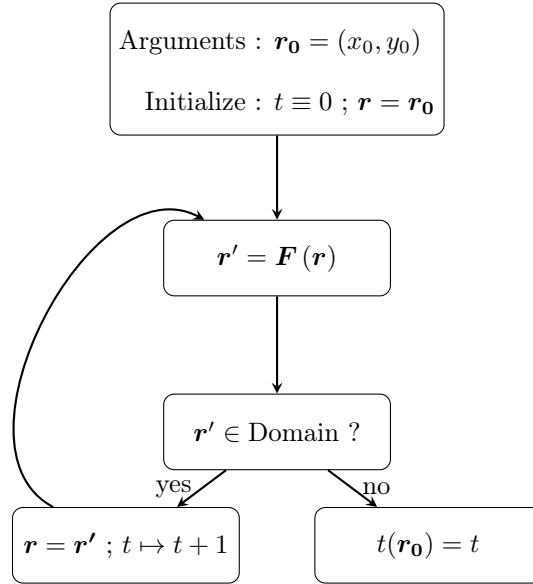 Arguments : r₀ = (x₀, y₀)
Initialize : t ≡ 0 ; r = r₀
r′ = F (r)
r′ ∈ Domain ?
yes
no
r = r′ ; t ↦ t + 1
t(r₀) = t